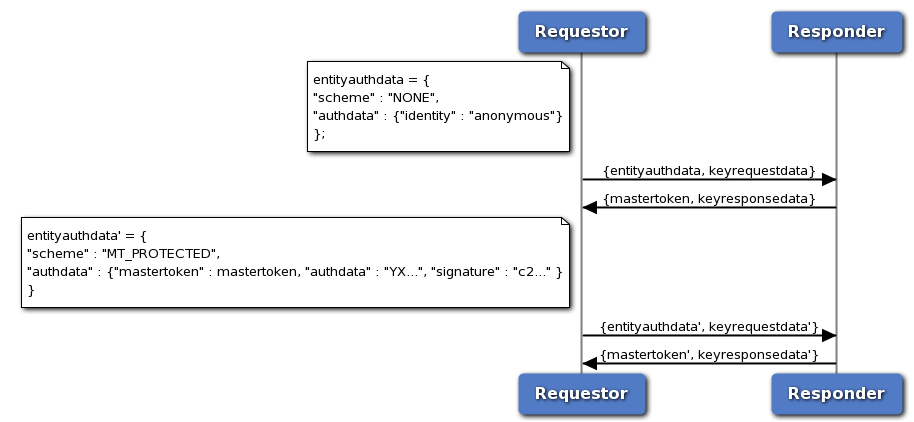 Requestor Responder
entityauthdata = {
"scheme" : "NONE",
"authdata" : {"identity" : "anonymous"}
};
{entityauthdata, keyrequestdata}
{mastertoken, keyresponsedata}
entityauthdata' = {
"scheme" : "MT_PROTECTED",
"authdata" : {"mastertoken" : mastertoken, "authdata" : "YX...", "signature" : "c2..." }
}
{entityauthdata', keyrequestdata'}
{mastertoken', keyresponsedata'}
Requestor Responder